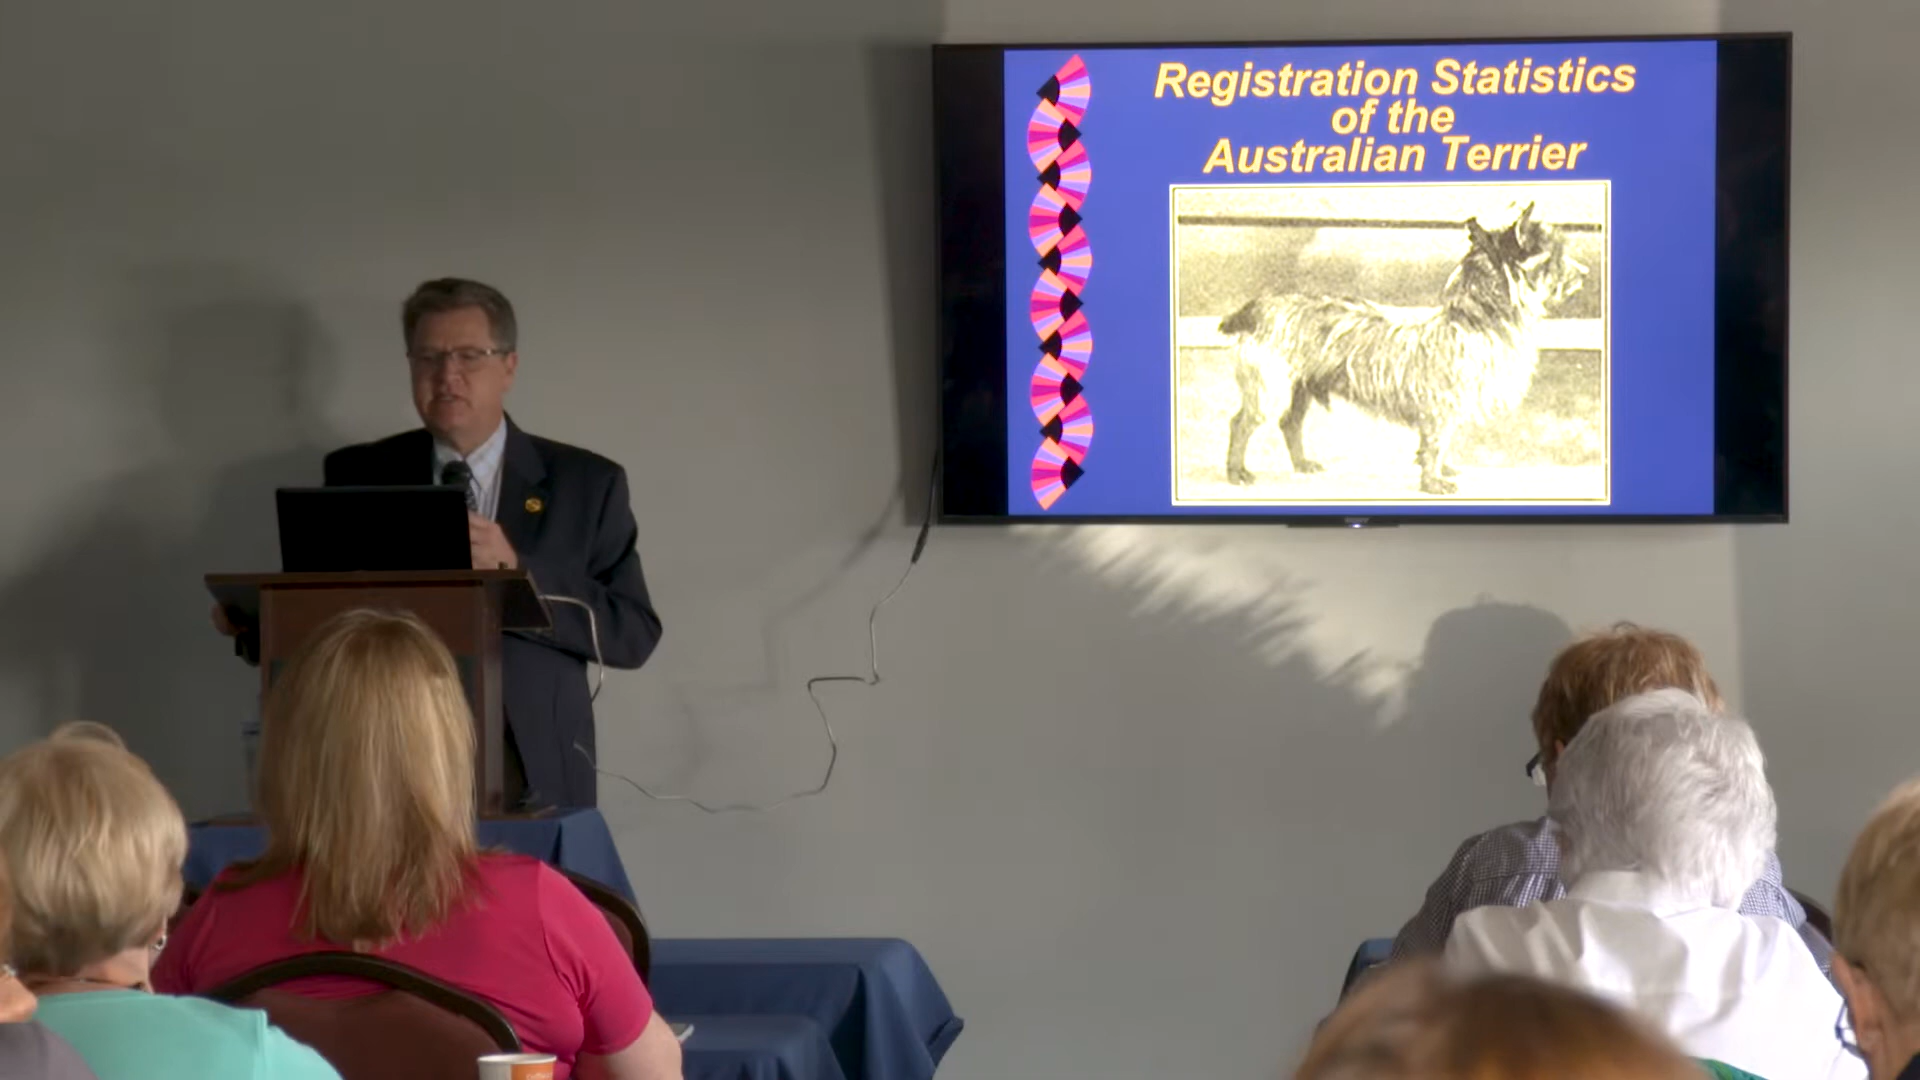 Registration Statistics
of the
Australian Terrier